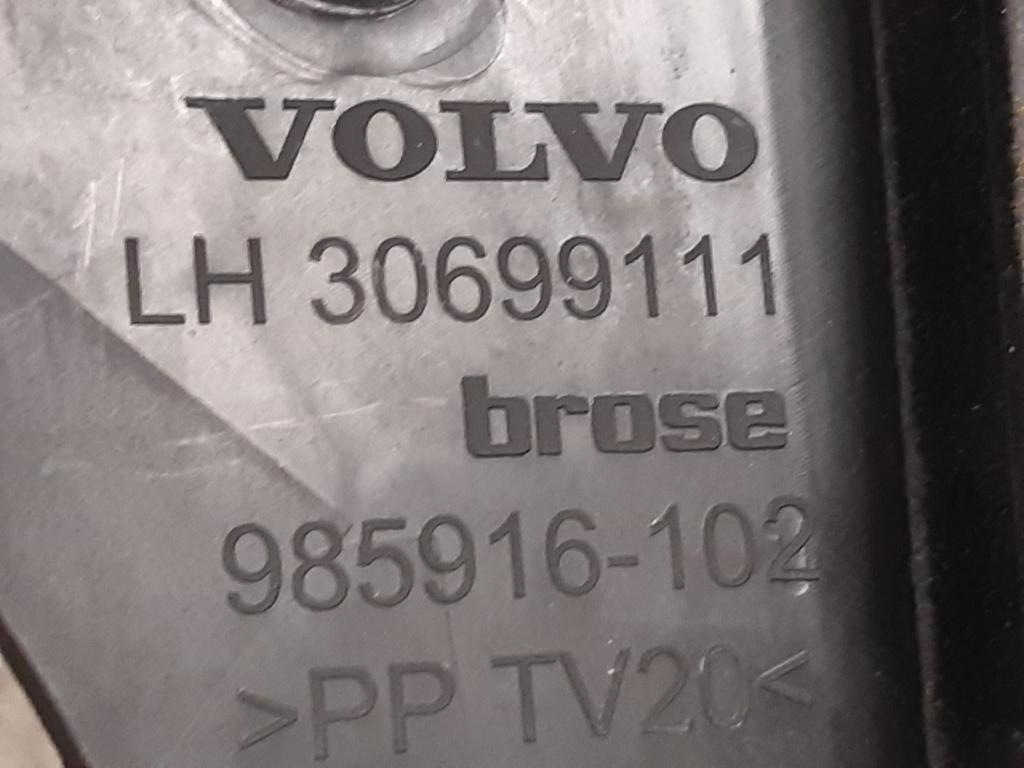 VOLVO
LH 30699111
brose
985916-102
>PP TV20<